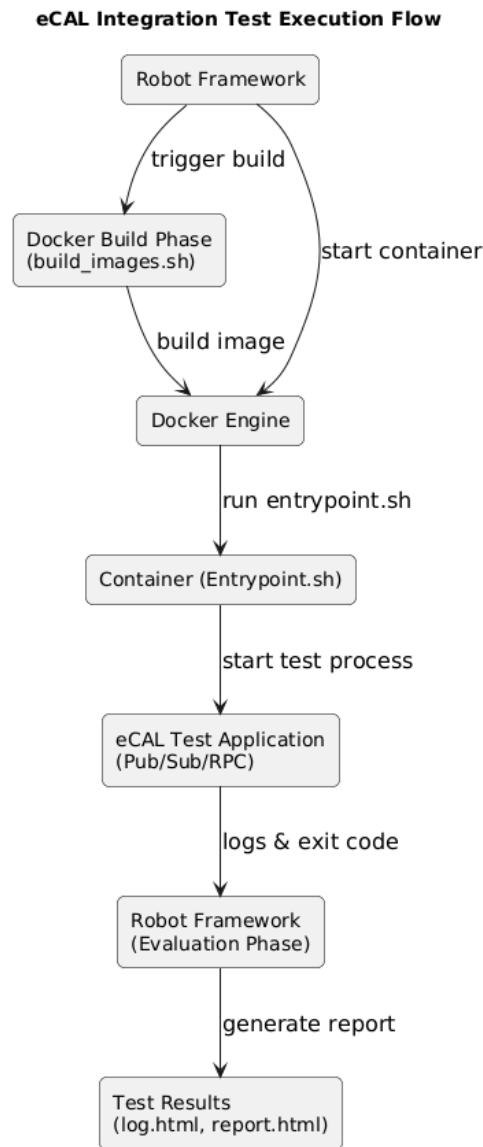 eCAL Integration Test Execution Flow
Robot Framework
trigger build
Docker Build Phase
(build_images.sh)
start container
build image
Docker Engine
run entrypoint.sh
Container (Entrypoint.sh)
start test process
eCAL Test Application
(Pub/Sub/RPC)
logs & exit code
Robot Framework
(Evaluation Phase)
generate report
Test Results
(log.html, report.html)